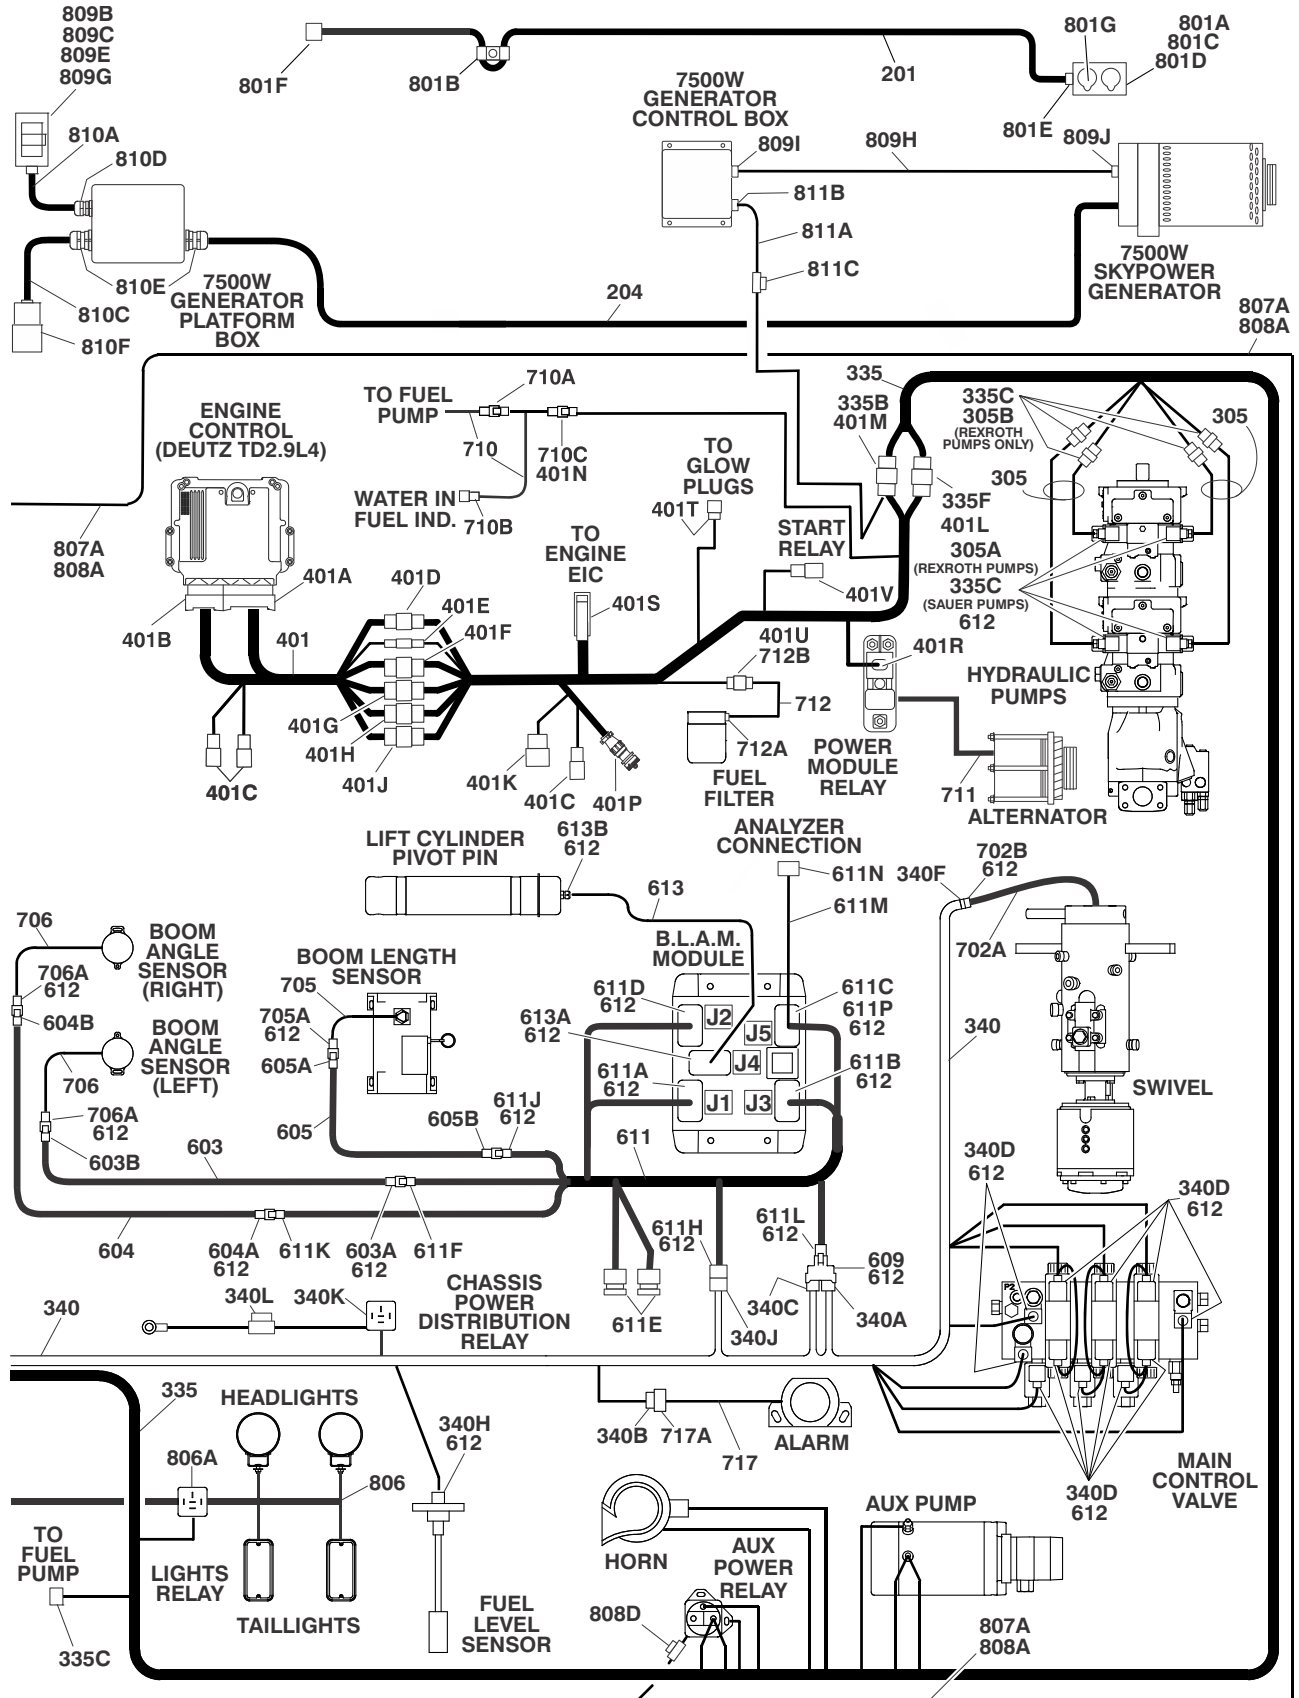 809B
809C
809E
809G
801F
801B
201
801G
801A
801C
801D
801E
7500W
GENERATOR
CONTROL BOX
809I
809H
809J
810A
810D
811B
811A
811C
7500W
SKYPOWER
GENERATOR
810E
810C
810F
7500W
GENERATOR
PLATFORM
BOX
204
807A
808A
ENGINE
CONTROL
(DEUTZ TD2.9L4)
TO FUEL
PUMP
710A
710
710C
401N
WATER IN
FUEL IND.
710B
TO
GLOW
PLUGS
401T
335
335B
401M
335C
305B
(REXROTH
PUMPS ONLY)
305
305
335F
401L
305A
(REXROTH PUMPS)
335C
(SAUER PUMPS)
612
START
RELAY
401V
807A
808A
TO
ENGINE
EIC
401S
401A
401B
401
401D
401E
401F
401G
401H
401J
401C
401K
401C
401P
401U
712B
712
712A
FUEL
FILTER
401R
POWER
MODULE
RELAY
711
ALTERNATOR
HYDRAULIC
PUMPS
LIFT CYLINDER
PIVOT PIN
613B
612
613
ANALYZER
CONNECTION
611N
611M
340F
702B
612
702A
706
BOOM
ANGLE
SENSOR
(RIGHT)
706A
612
604B
BOOM
ANGLE
SENSOR
(LEFT)
706
706A
612
603B
BOOM LENGTH
SENSOR
705
705A
612
605A
605
B.L.A.M.
MODULE
611D
612
613A
612
611A
612
J2
J5
J4
J1
J3
611C
611P
612
611B
612
340
SWIVEL
605B
611J
612
603
611
604
604A
612
611K
603A
612
611F
611H
612
611L
612
609
612
340C
340A
340J
611E
340D
612
340D
612
P2
CHASSIS
POWER
DISTRIBUTION
RELAY
340
340L
340K
335
HEADLIGHTS
806A
806
340H
612
340B
717A
717
ALARM
340D
612
MAIN
CONTROL
VALVE
TO
FUEL
PUMP
335C
LIGHTS
RELAY
TAILLIGHTS
FUEL
LEVEL
SENSOR
HORN
AUX
POWER
RELAY
808D
AUX PUMP
807A
808A